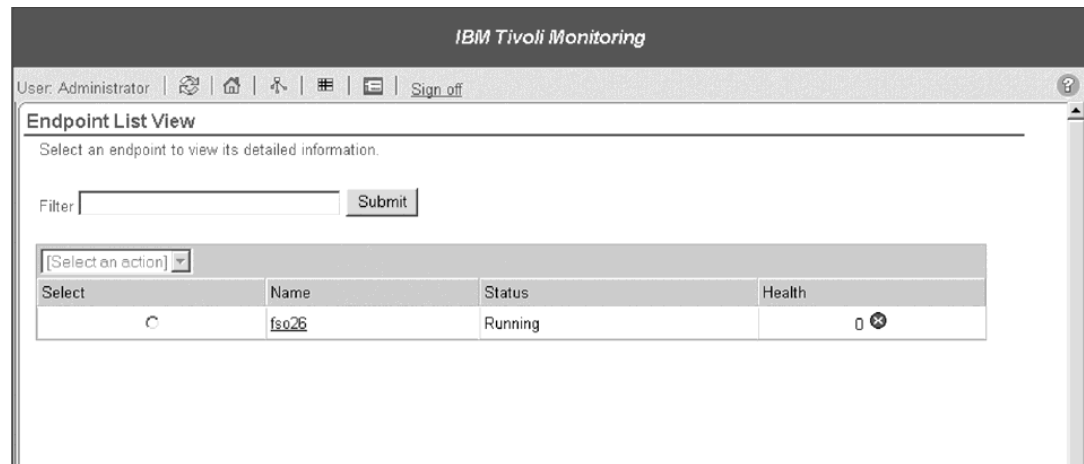 IBM Tivoli Monitoring
User: Administrator | | | | | | Sign off ?
Endpoint List View
Select an endpoint to view its detailed information.
Filter Submit
[Select an action]
Select Name Status Health
fso26 Running 0